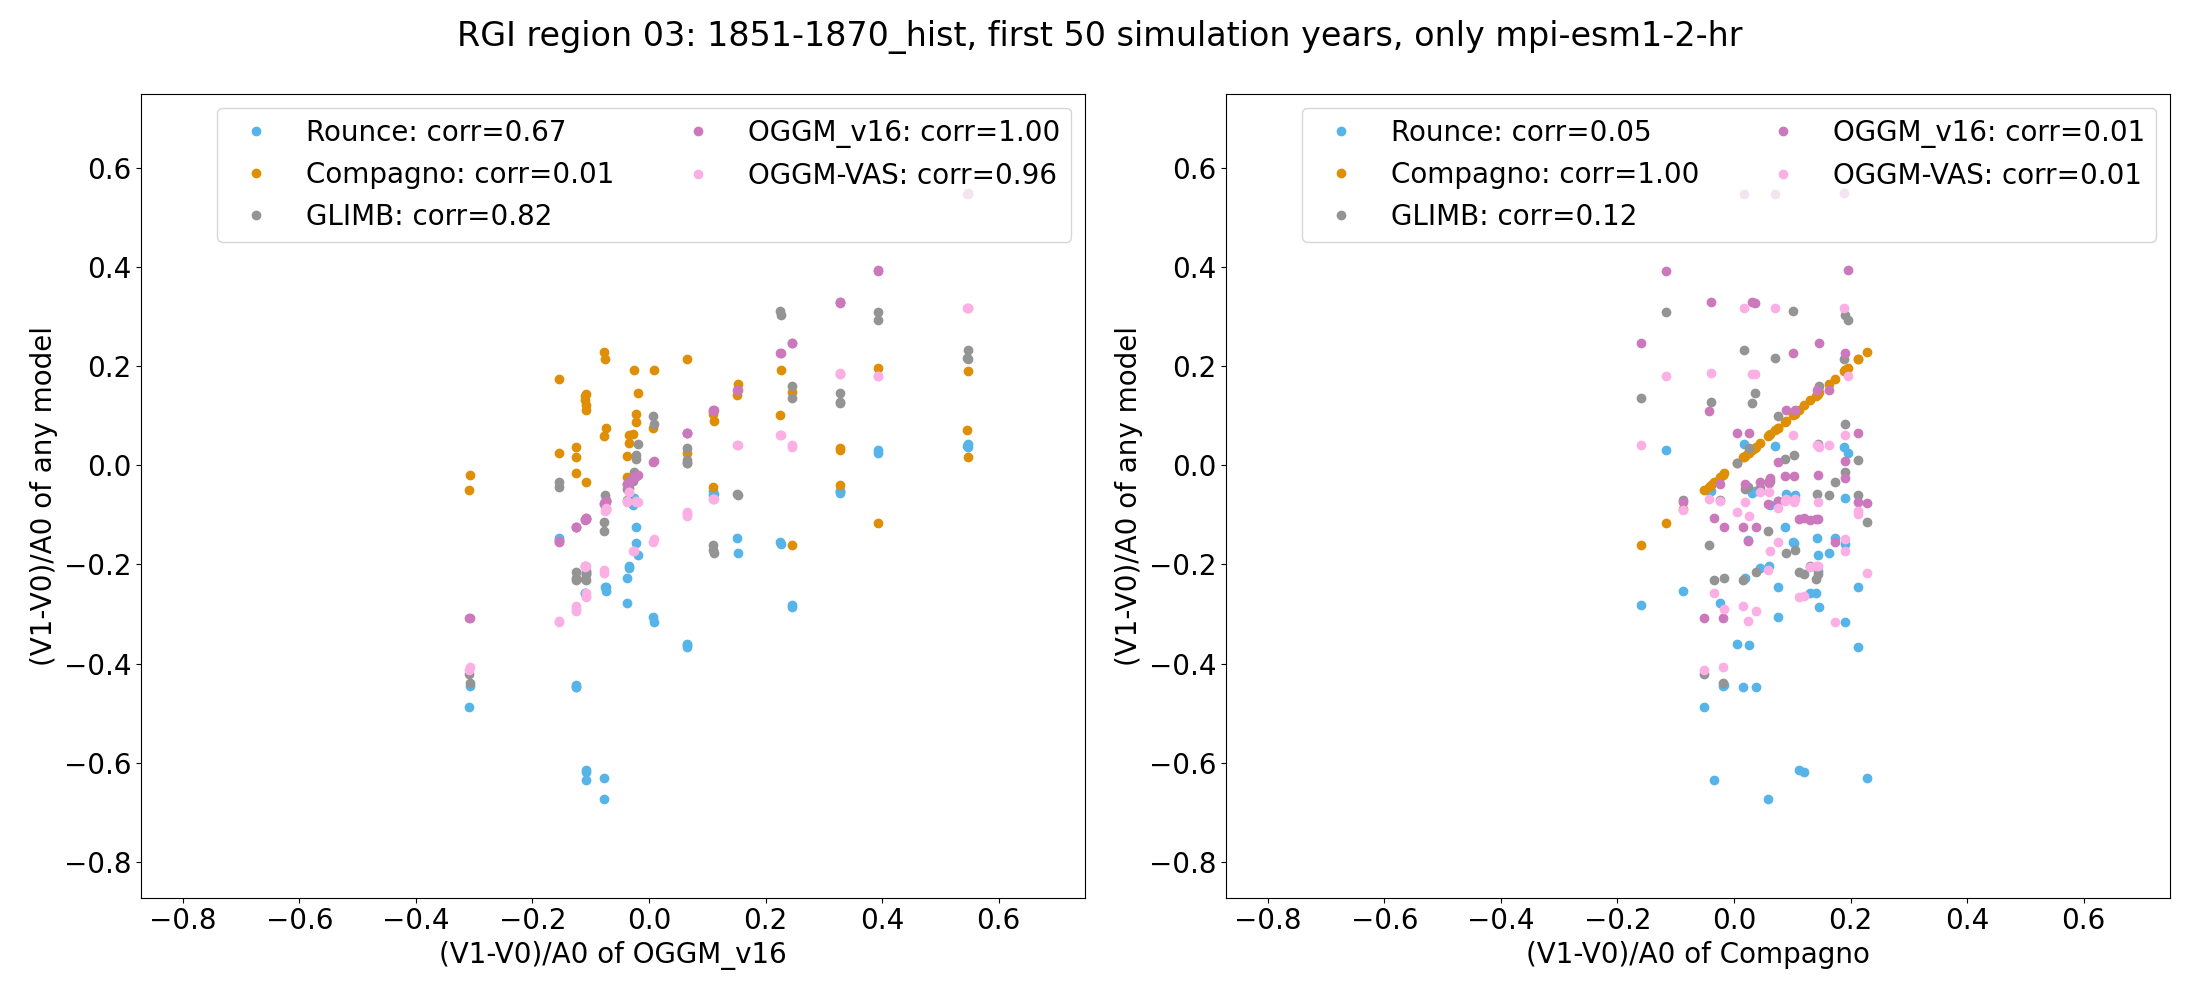 RGI region 03: 1851-1870_hist, first 50 simulation years, only mpi-esm1-2-hr
Rounce: corr=0.67
Compagno: corr=0.01
GLIMB: corr=0.82
OGGM_v16: corr=1.00
OGGM-VAS: corr=0.96
0.6
0.4
0.2
0.0
−0.2
−0.4
−0.6
−0.8
(V1-V0)/A0 of any model
−0.8 −0.6 −0.4 −0.2 0.0 0.2 0.4 0.6
(V1-V0)/A0 of OGGM_v16
Rounce: corr=0.05
Compagno: corr=1.00
GLIMB: corr=0.12
OGGM_v16: corr=0.01
OGGM-VAS: corr=0.01
0.6
0.4
0.2
0.0
−0.2
−0.4
−0.6
−0.8
(V1-V0)/A0 of any model
−0.8 −0.6 −0.4 −0.2 0.0 0.2 0.4 0.6
(V1-V0)/A0 of Compagno